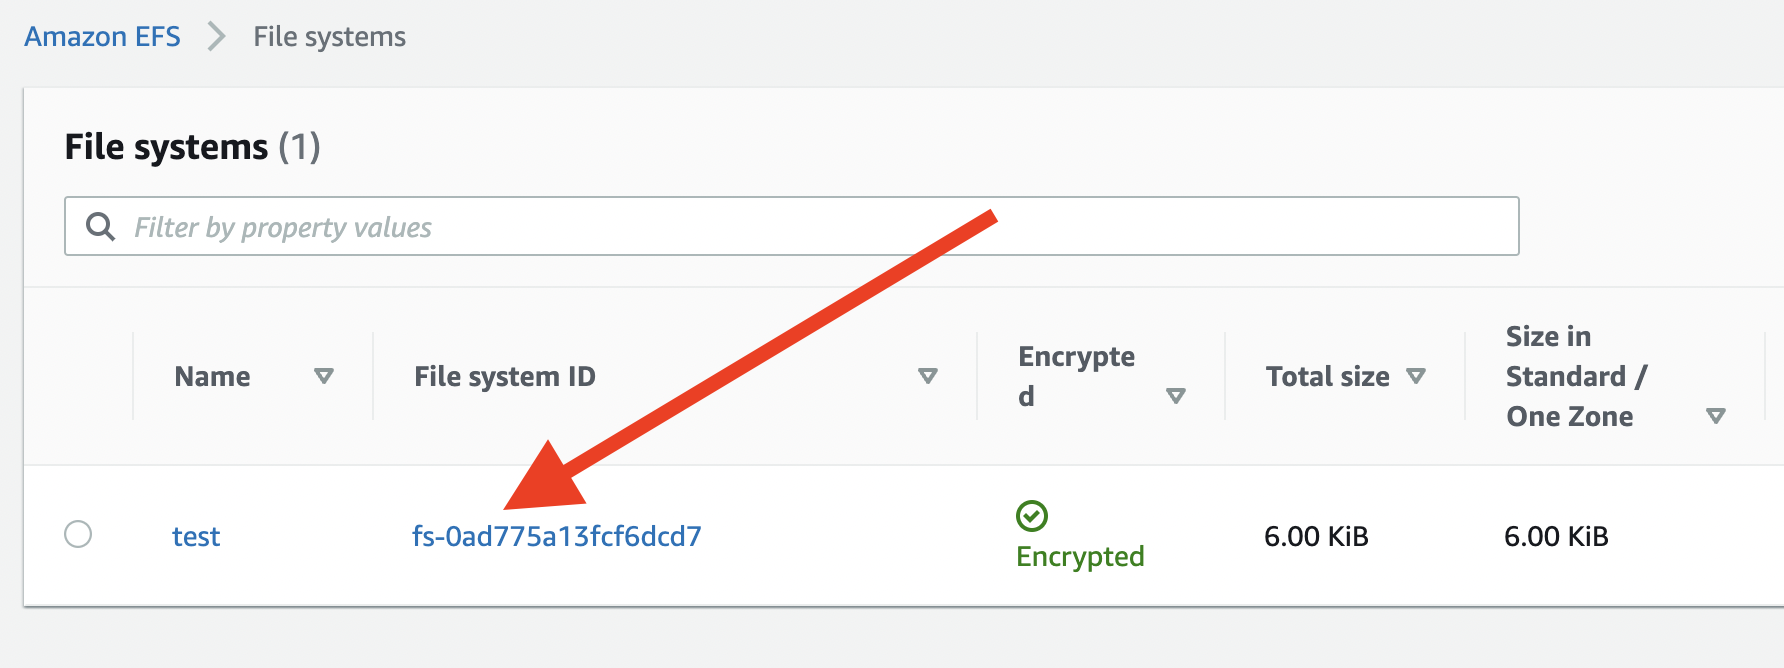 Amazon EFS File systems
File systems (1)
Filter by property values
Name File system ID Encrypte
d Total size Size in
Standard /
One Zone
test fs-0ad775a13fcf6dcd7 Encrypted 6.00 KiB 6.00 KiB